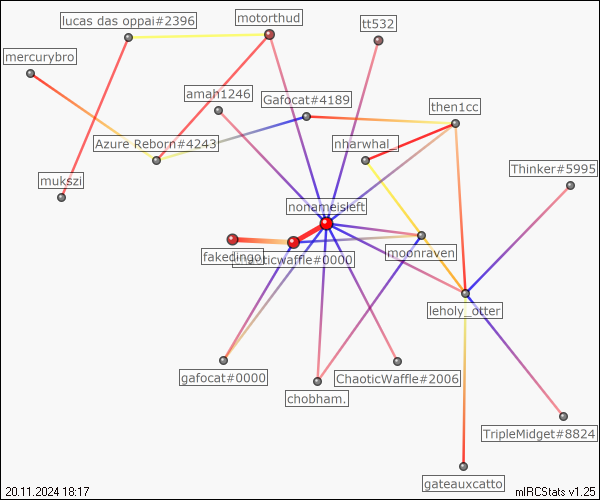 lucas das oppai#2396
motorthud
tt532
mercurybro
amah1246
Gafocat#4189
then1cc
Azure Reborn#4243
nharwhal_
Thinker#5995
mukszi
nonameisleft
fakedingo
chaoticwaffle#0000
moonraven
leholy_otter
gafocat#0000
ChaoticWaffle#2006
chobham.
TripleMidget#8824
gateauxcatto
20.11.2024 18:17
mIRCStats v1.25